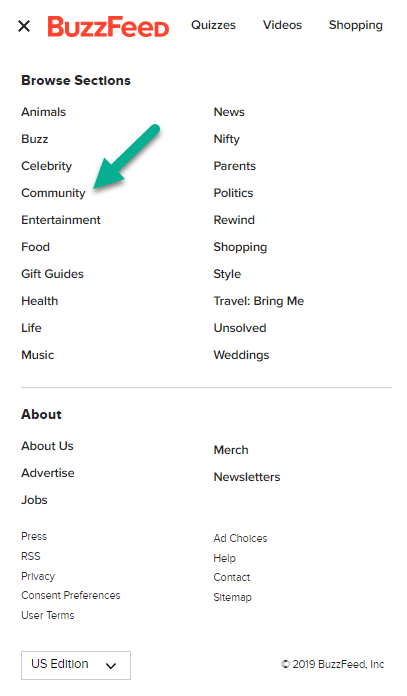 BuzzFeed Quizzes Videos Shopping
Browse Sections
Animals
Buzz
Celebrity
Community
Entertainment
Food
Gift Guides
Health
Life
Music
News
Nifty
Parents
Politics
Rewind
Shopping
Style
Travel: Bring Me
Unsolved
Weddings
About
About Us
Advertise
Jobs
Merch
Newsletters
Press
RSS
Privacy
Consent Preferences
User Terms
Ad Choices
Help
Contact
Sitemap
US Edition
© 2019 BuzzFeed, Inc